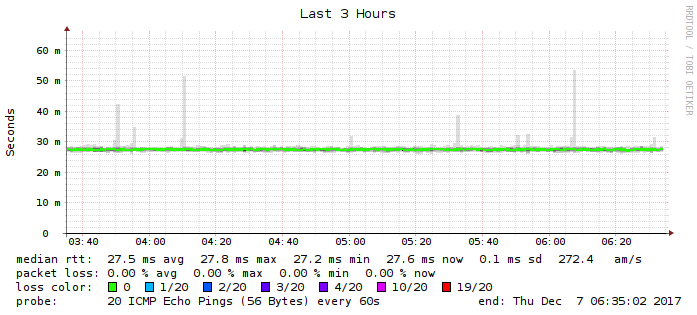 Last 3 Hours
RRDTOOL / TOBI OETIKER
Seconds
60 m
50 m
40 m
30 m
20 m
10 m
0
03:40 04:00 04:20 04:40 05:00 05:20 05:40 06:00 06:20
median rtt: 27.5 ms avg 27.8 ms max 27.2 ms min 27.6 ms now 0.1 ms sd 272.4 am/s
packet loss: 0.00 % avg 0.00 % max 0.00 % min 0.00 % now
loss color: 0 1/20 2/20 3/20 4/20 10/20 19/20
probe: 20 ICMP Echo Pings (56 Bytes) every 60s end: Thu Dec 7 06:35:02 2017